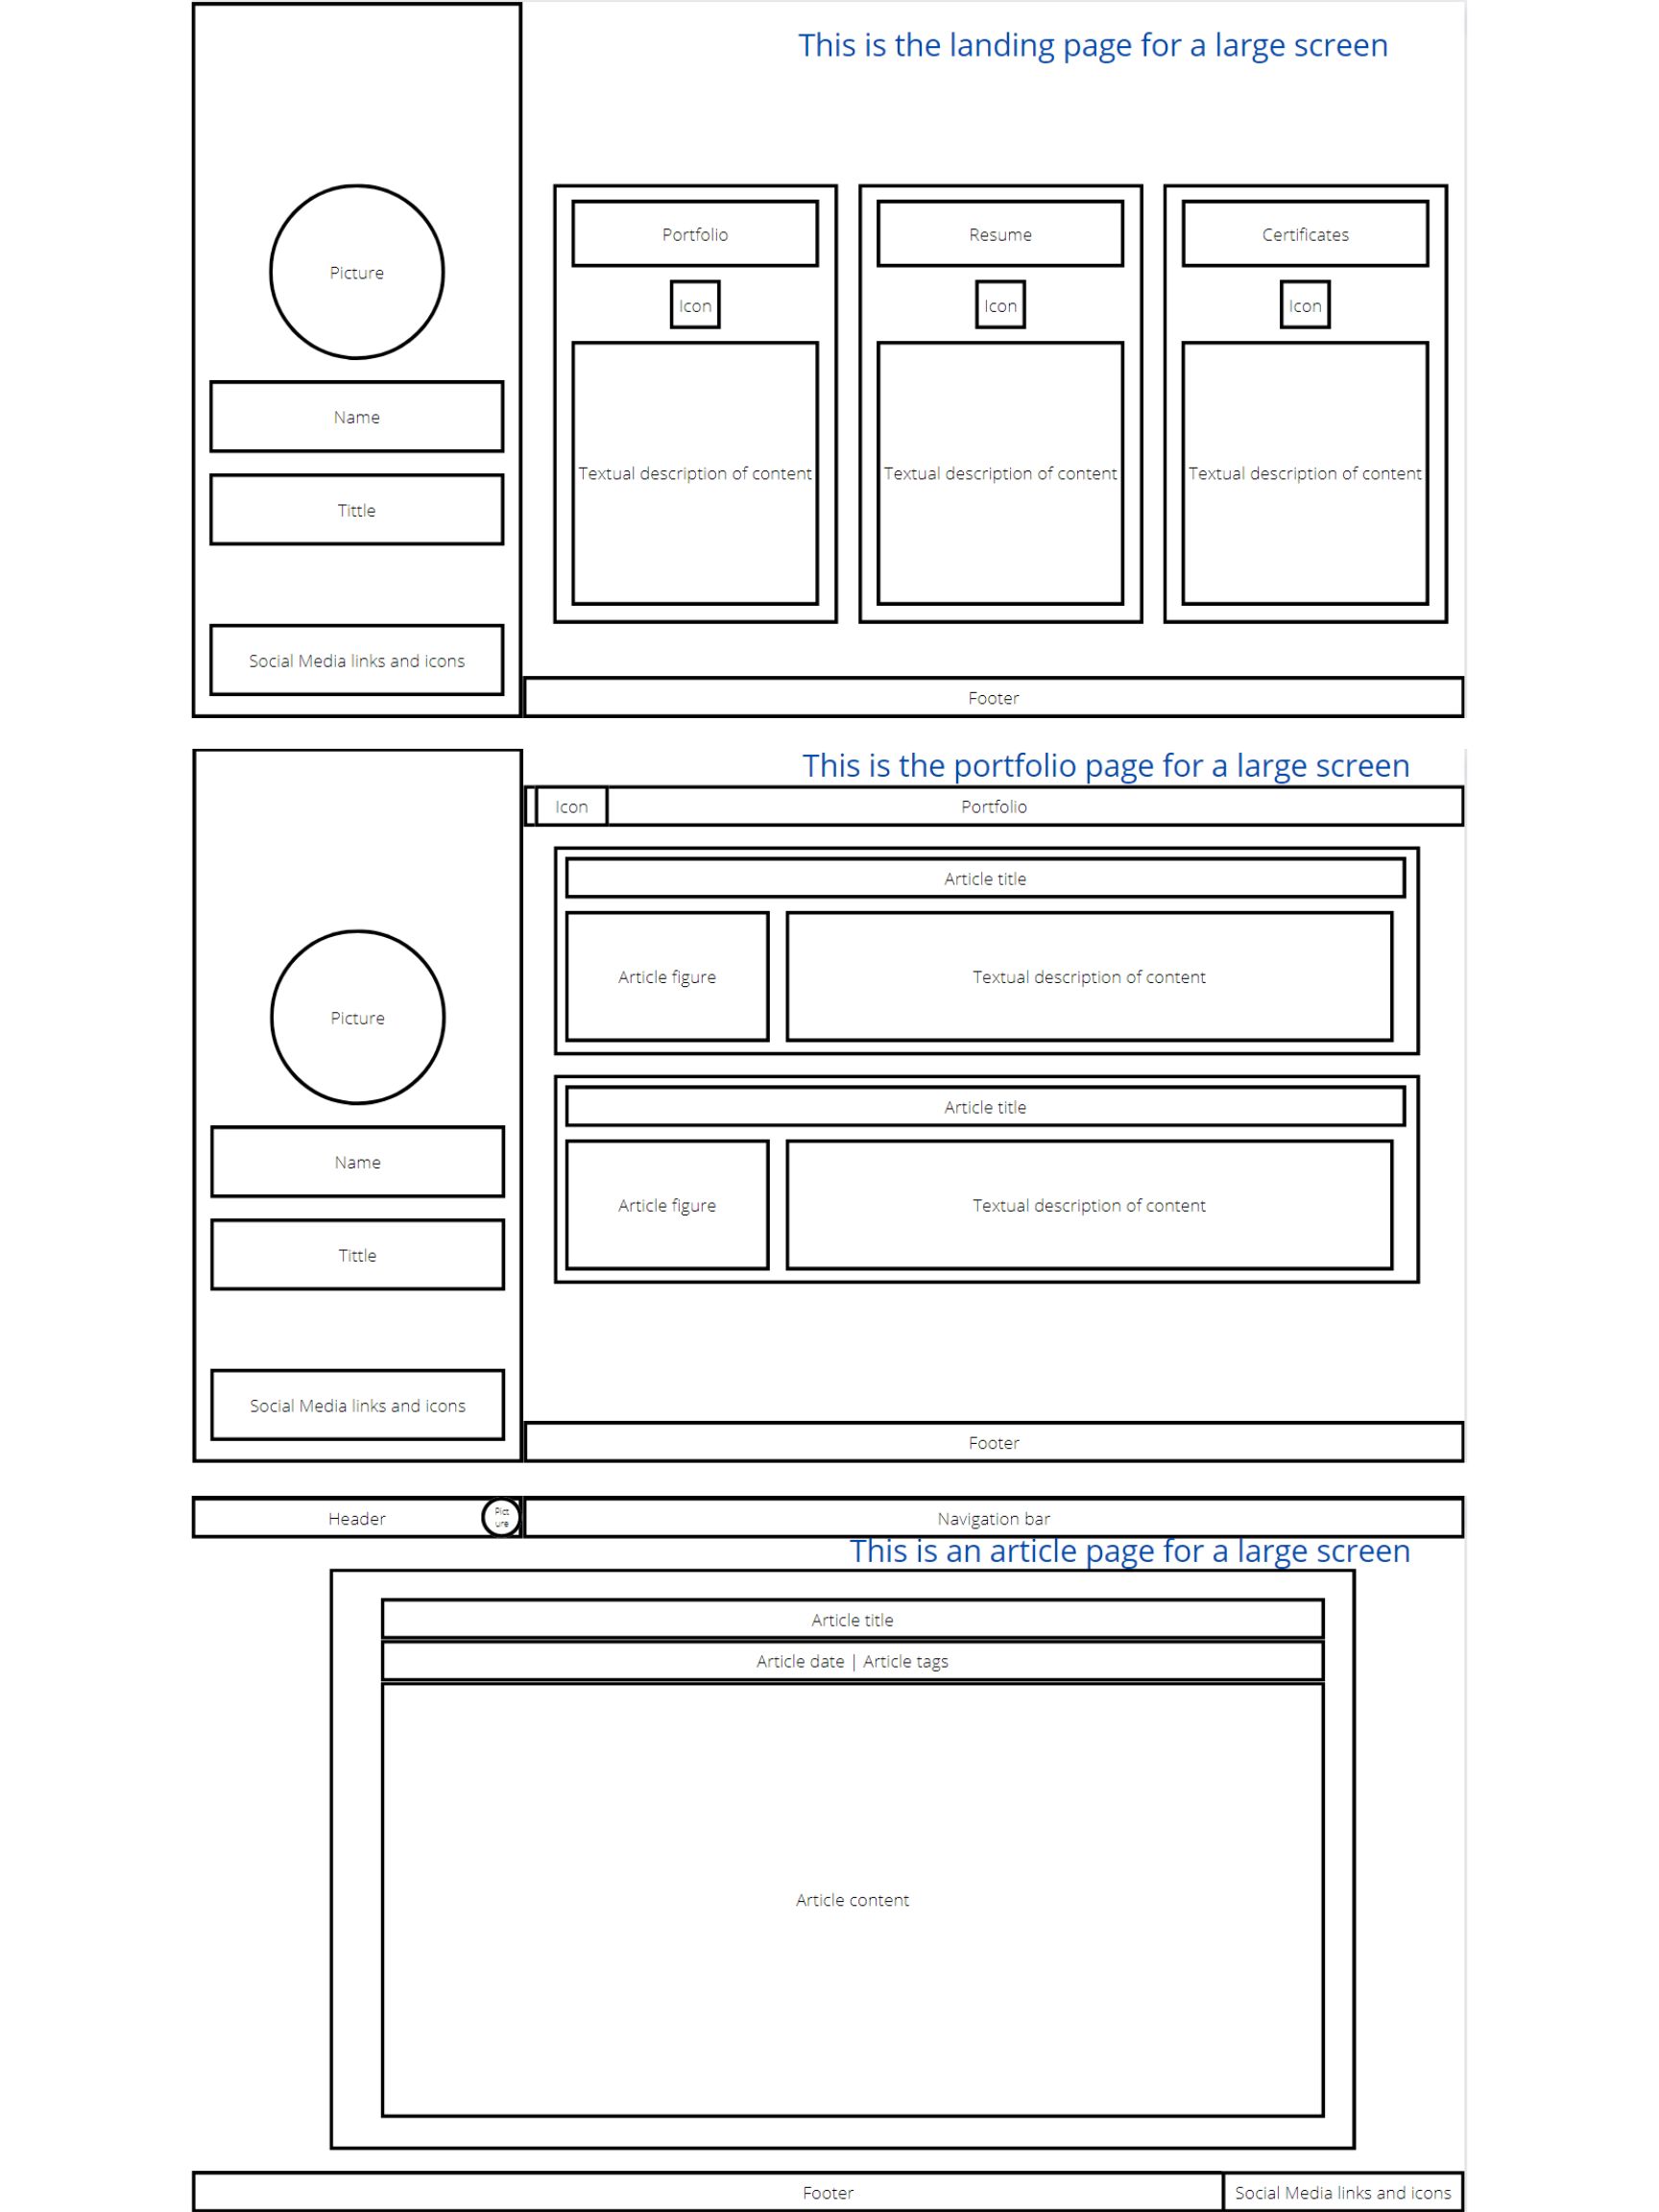 This is the landing page for a large screen
Picture
Name
Tittle
Social Media links and icons
Portfolio
Icon
Textual description of content
Resume
Icon
Textual description of content
Certificates
Icon
Textual description of content
Footer
This is the portfolio page for a large screen
Picture
Name
Tittle
Social Media links and icons
Icon
Portfolio
Article title
Article figure
Textual description of content
Article title
Article figure
Textual description of content
Footer
Header
Pict
ure
Navigation bar
This is an article page for a large screen
Article title
Article date | Article tags
Article content
Footer
Social Media links and icons